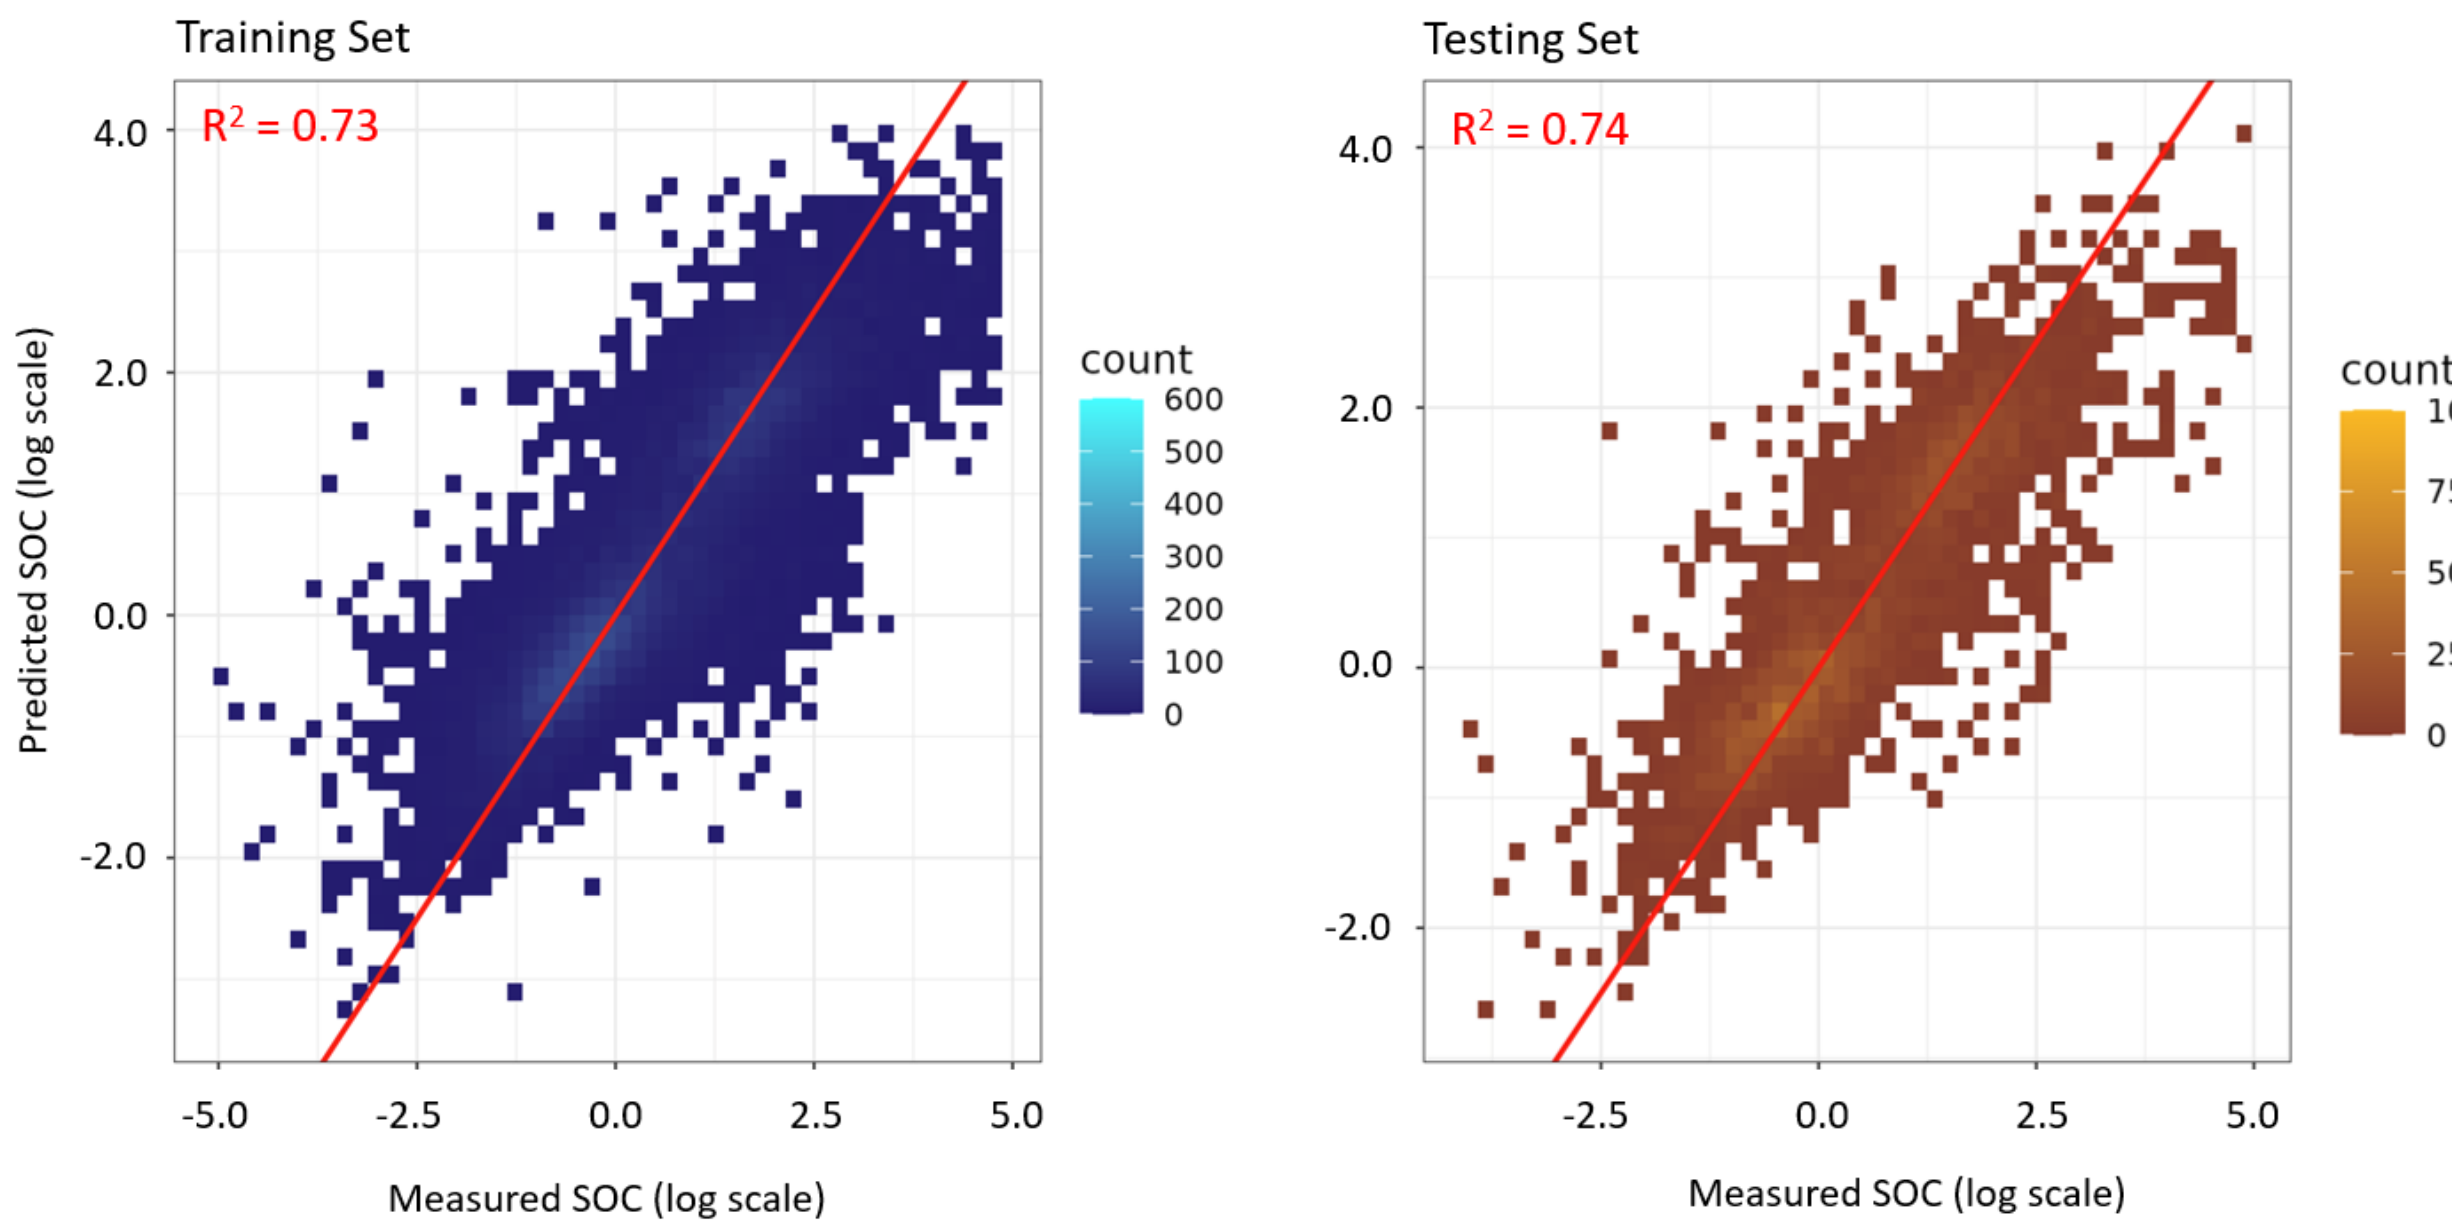 Training Set
R² = 0.73
4.0
2.0
0.0
-2.0
Predicted SOC (log scale)
-5.0 -2.5 0.0 2.5 5.0
Measured SOC (log scale)
count
600
500
400
300
200
100
0
Testing Set
R² = 0.74
4.0
2.0
0.0
-2.0
-2.5 0.0 2.5 5.0
Measured SOC (log scale)
count
0